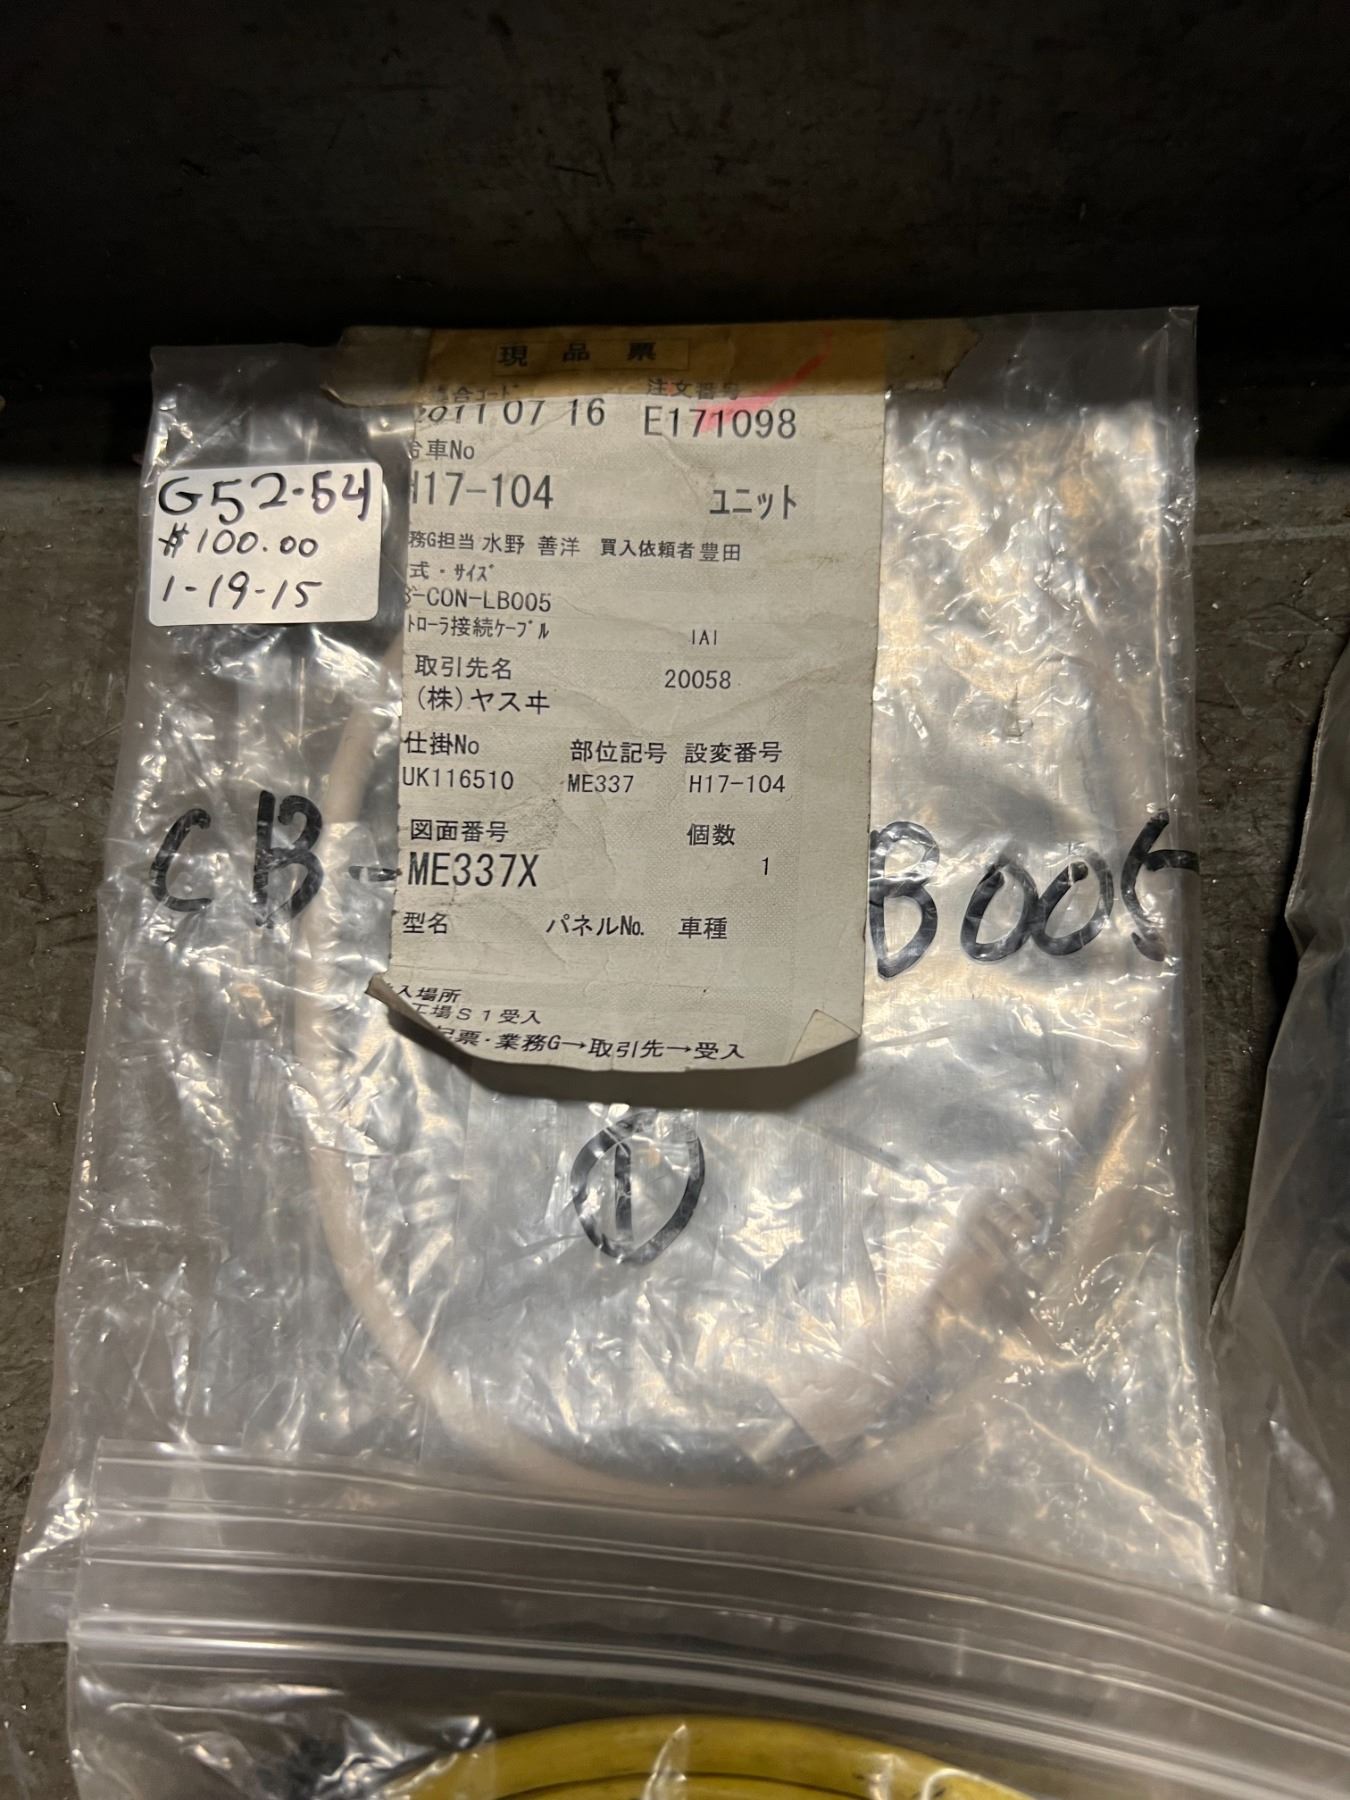 現品票
注文番号
2011 07 16 E171098
台車No
H17-104 ユニット
務G担当 水野 善洋 買入依頼者 豊田
式・サイズ
-CON-LB005
トローラ接続ケーブル IAI
取引先名 20058
(株)ヤスヰ
仕掛No 部位記号 設変番号
UK116510 ME337 H17-104
図面番号 個数
ME337X 1
型名 パネルNo. 車種
入場所
工場S1受入
起票・業務G→取引先→受入
G52-54
#100.00
1-19-15
CB- B005
1